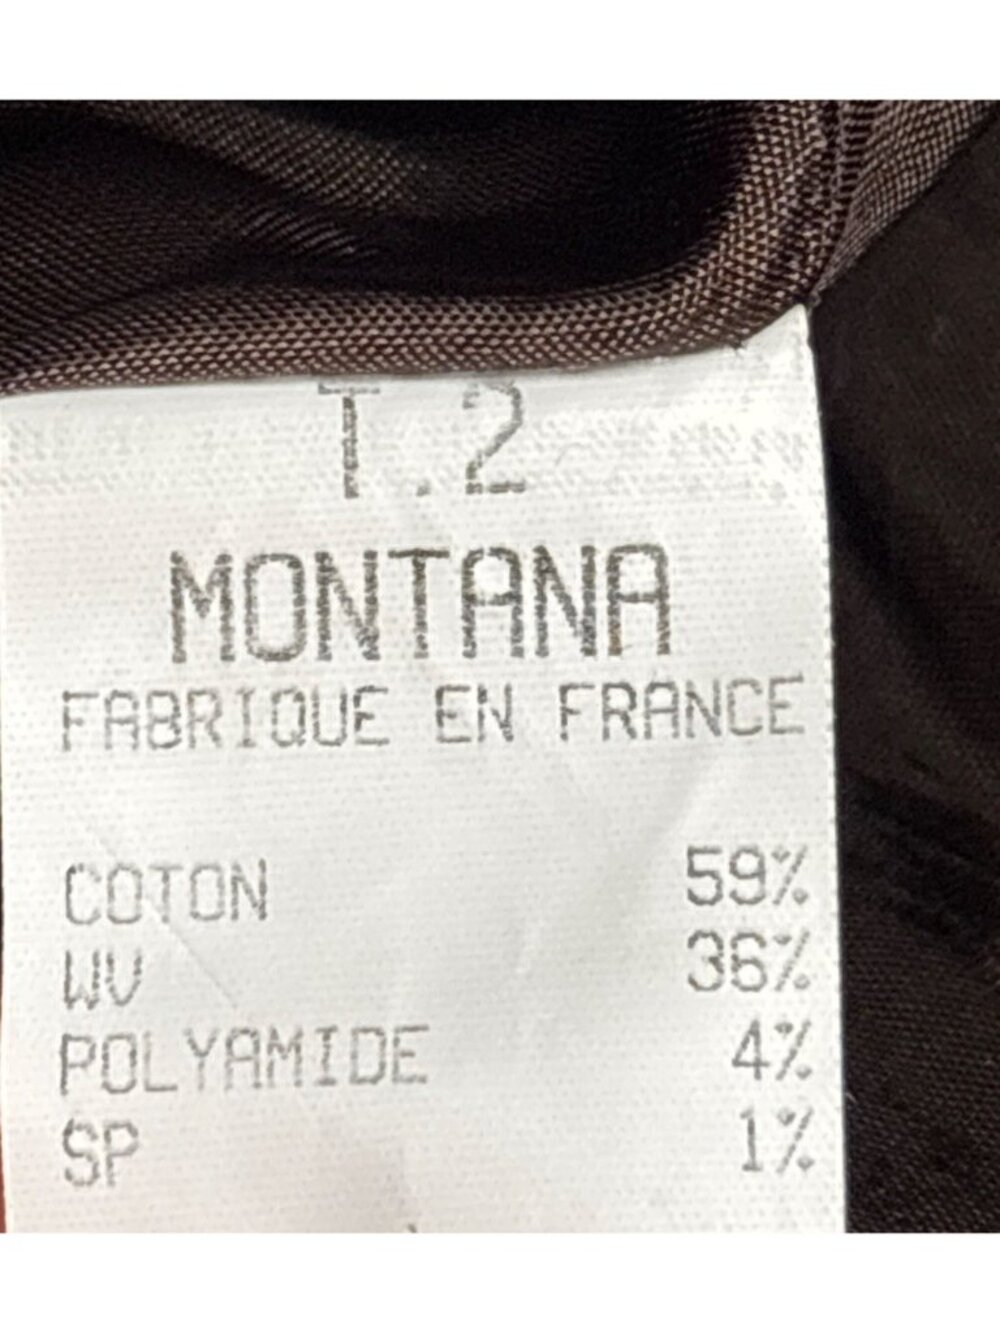 T.2
MONTANA
FABRIQUE EN FRANCE
COTON 59%
WV 36%
POLYAMIDE 4%
SP 1%